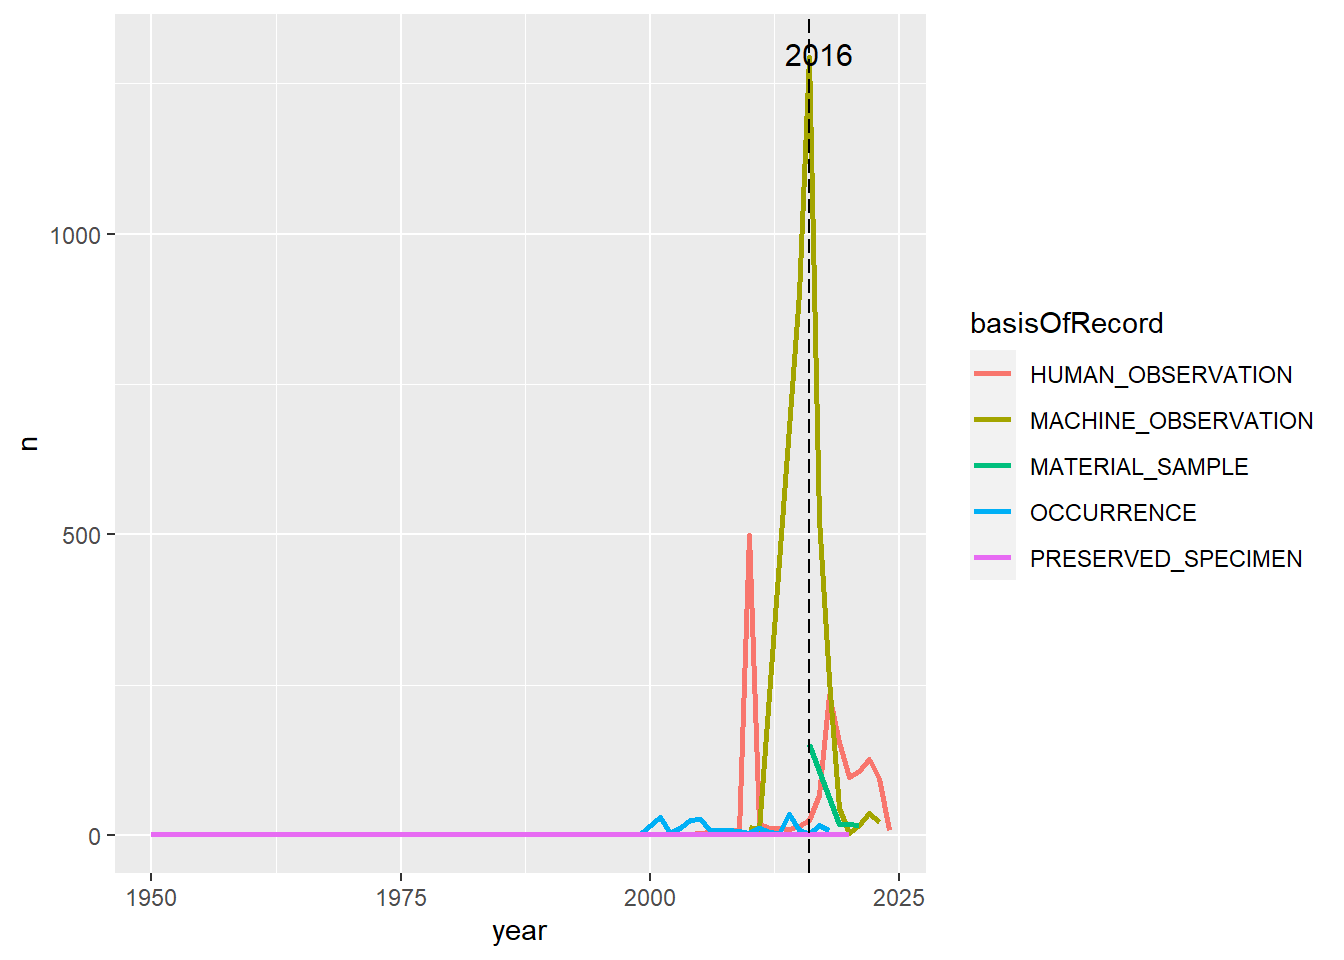 2016
1000
500
0
1950 1975 2000 2025
year
n
basisOfRecord
HUMAN_OBSERVATION
MACHINE_OBSERVATION
MATERIAL_SAMPLE
OCCURRENCE
PRESERVED_SPECIMEN